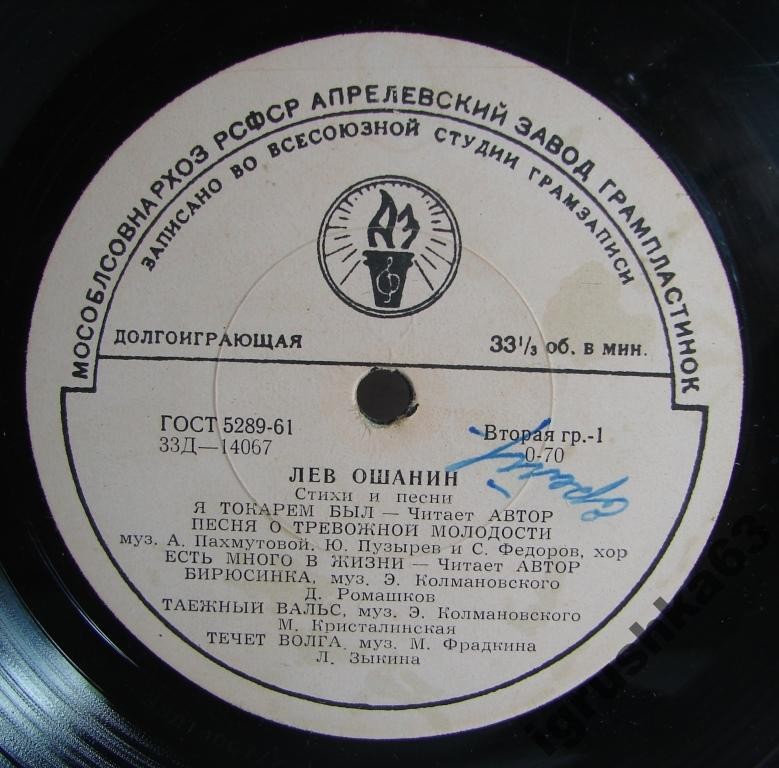 МОСОБЛСОВНАРХОЗ РСФСР АПРЕЛЕВСКИЙ ЗАВОД ГРАМПЛАСТИНОК
ЗАПИСАНО ВО ВСЕСОЮЗНОЙ СТУДИИ ГРАМЗАПИСИ
АЗ
ДОЛГОИГРАЮЩАЯ 33⅓ об. в мин.
ГОСТ 5289-61 Вторая гр.-1
33Д—14067 0-70
ЛЕВ ОШАНИН
Стихи и песни
Я ТОКАРЕМ БЫЛ — Читает АВТОР
ПЕСНЯ О ТРЕВОЖНОЙ МОЛОДОСТИ
муз. А. Пахмутовой, Ю. Пузырев и С. Федоров, хор
ЕСТЬ МНОГО В ЖИЗНИ — Читает АВТОР
БИРЮСИНКА, муз. Э. Колмановского
Д. Ромашков
ТАЕЖНЫЙ ВАЛЬС, муз. Э. Колмановского
М. Кристалинская
ТЕЧЕТ ВОЛГА, муз. М. Фрадкина
Л. Зыкина
igrushka63